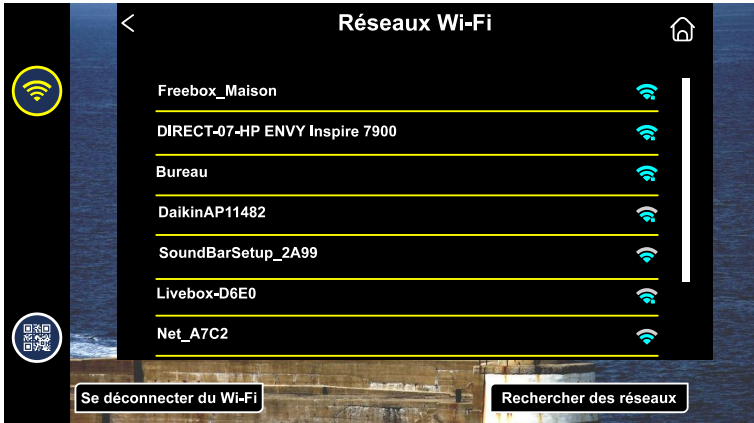 Réseaux Wi-Fi
Freebox_Maison
DIRECT-07-HP ENVY Inspire 7900
Bureau
DaikinAP11482
SoundBarSetup_2A99
Livebox-D6E0
Net_A7C2
Se déconnecter du Wi-Fi
Rechercher des réseaux